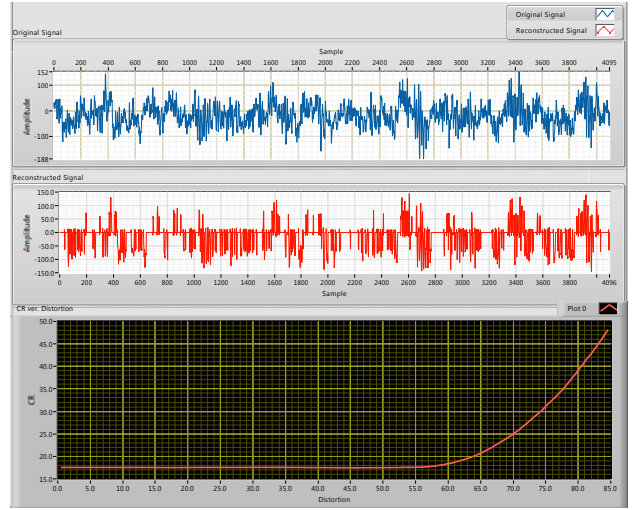 Original Signal
Reconstructed Signal
Original Signal
Sample
0 200 400 600 800 1000 1200 1400 1600 1800 2000 2200 2400 2600 2800 3000 3200 3400 3600 3800 4095
152
100
0
-100
-188
Amplitude
Reconstructed Signal
150.0
100.0
50.0
0.0
-50.0
-100.0
-150.0
Amplitude
0 200 400 600 800 1000 1200 1400 1600 1800 2000 2200 2400 2600 2800 3000 3200 3400 3600 3800 4096
Sample
CR ver. Distortion
Plot 0
50.0
45.0
40.0
35.0
30.0
25.0
20.0
15.0
CR
0.0 5.0 10.0 15.0 20.0 25.0 30.0 35.0 40.0 45.0 50.0 55.0 60.0 65.0 70.0 75.0 80.0 85.0
Distortion